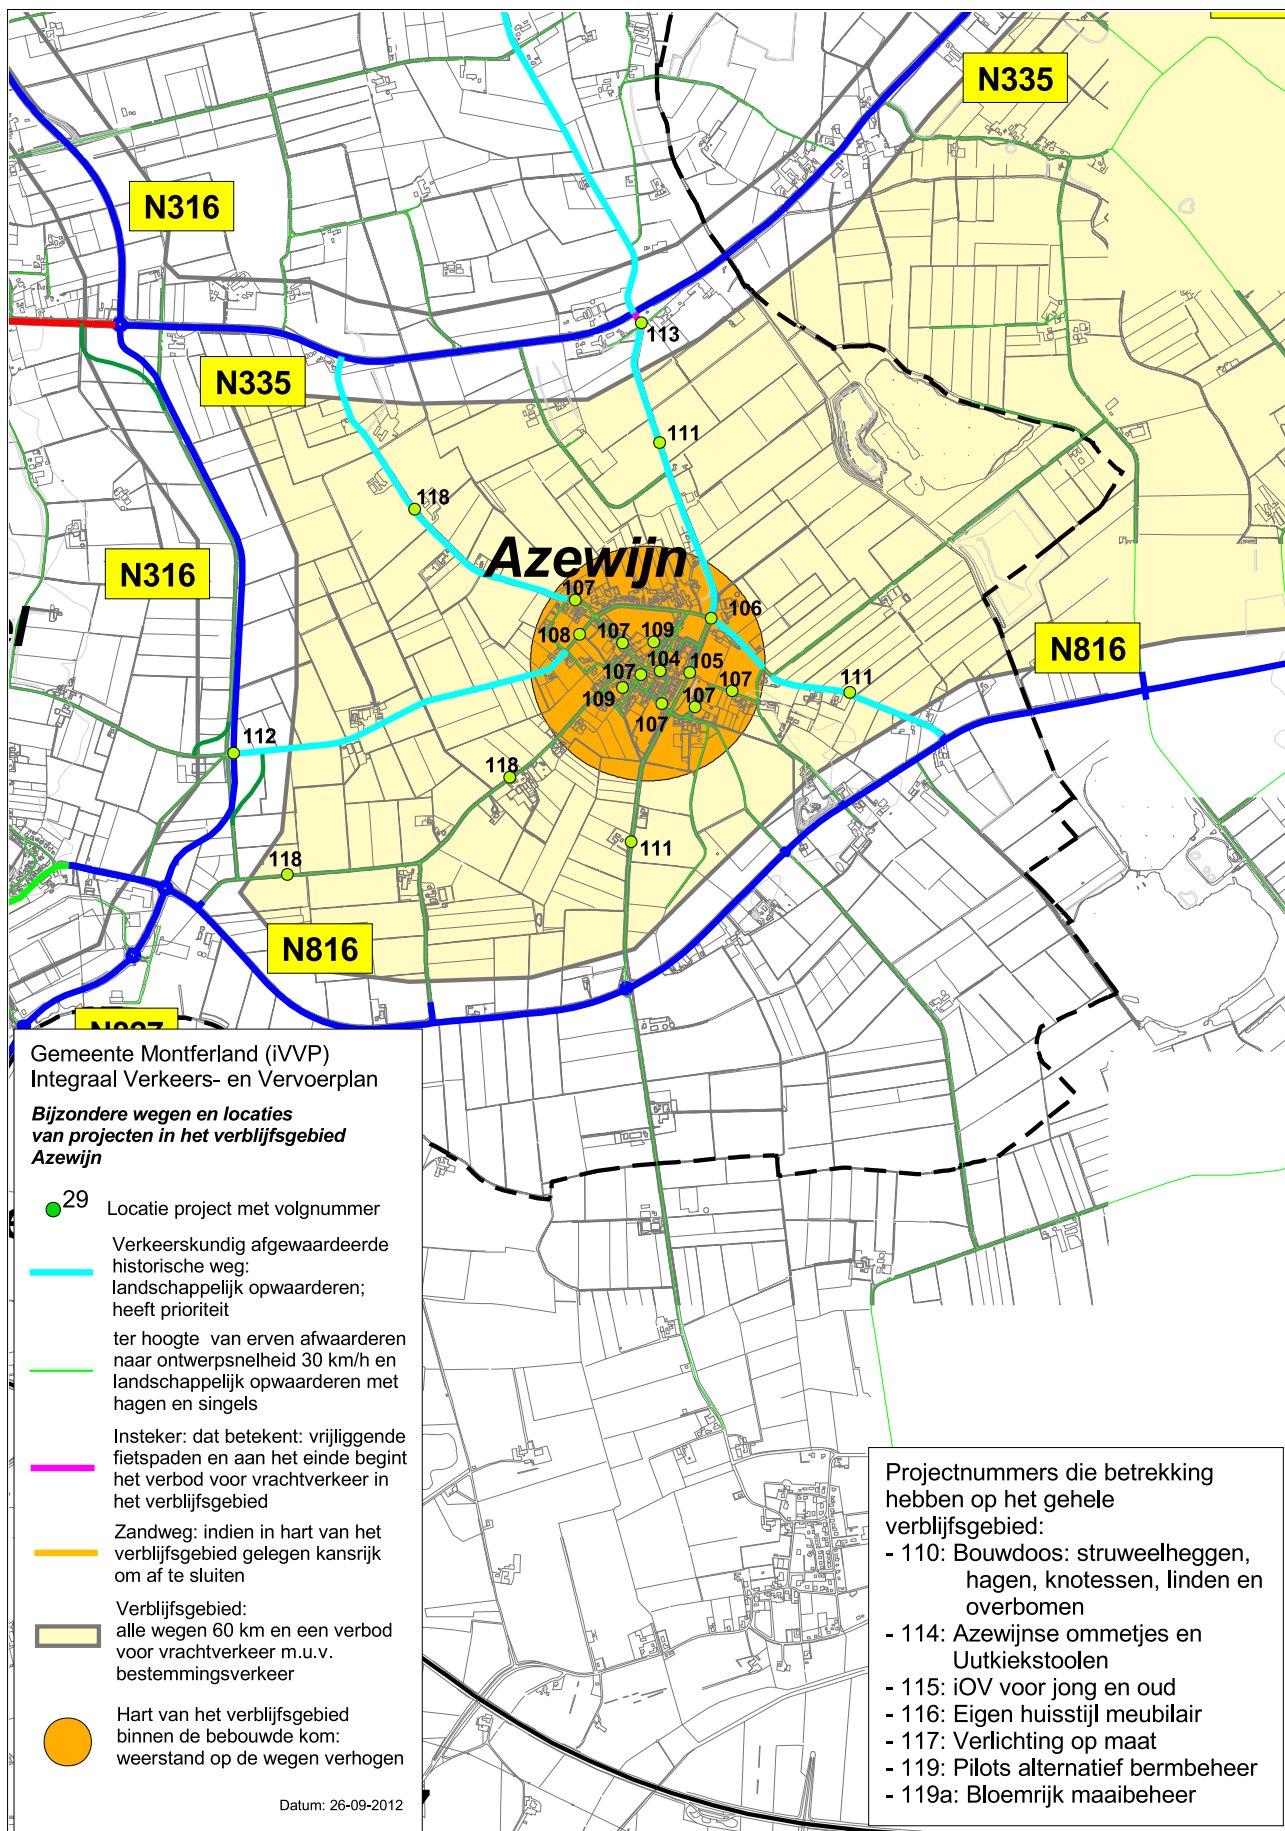 N335
N316
113
N335
111
118
Azewijn
N316
107
106
108
107
109
N816
107
104
105
107
111
109
107
107
112
118
111
118
N816
Gemeente Montferland (iVVP)
Integraal Verkeers- en Vervoerplan
Bijzondere wegen en locaties
van projecten in het verblijfsgebied
Azewijn
29 Locatie project met volgnummer
Verkeerskundig afgewaardeerde
historische weg:
landschappelijk opwaarderen;
heeft prioriteit
ter hoogte van erven afwaarderen
naar ontwerpsnelheid 30 km/h en
landschappelijk opwaarderen met
hagen en singels
Insteker: dat betekent: vrijliggende
fietspaden en aan het einde begint
het verbod voor vrachtverkeer in
het verblijfsgebied
Zandweg: indien in hart van het
verblijfsgebied gelegen kansrijk
om af te sluiten
Verblijfsgebied:
alle wegen 60 km en een verbod
voor vrachtverkeer m.u.v.
bestemmingsverkeer
Hart van het verblijfsgebied
binnen de bebouwde kom:
weerstand op de wegen verhogen
Datum: 26-09-2012
Projectnummers die betrekking
hebben op het gehele
verblijfsgebied:
- 110: Bouwdoos: struweelheggen,
hagen, knotessen, linden en
overbomen
- 114: Azewijnse ommetjes en
Uutkiekstoolen
- 115: iOV voor jong en oud
- 116: Eigen huisstijl meubilair
- 117: Verlichting op maat
- 119: Pilots alternatief bermbeheer
- 119a: Bloemrijk maaibeheer